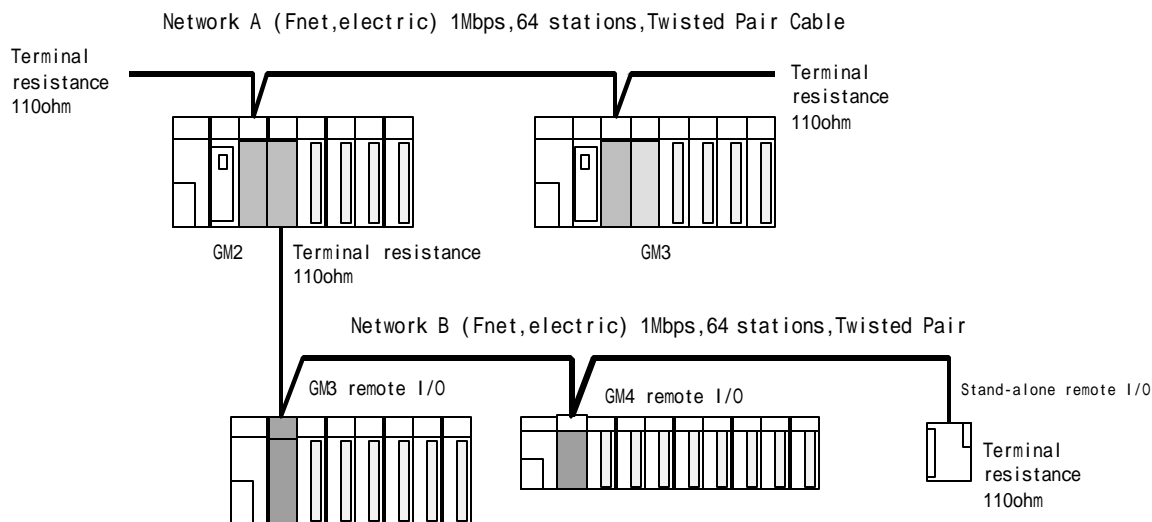 Network A (Fnet,electric) 1Mbps,64 stations,Twisted Pair Cable
Terminal
resistance
110ohm
Terminal
resistance
110ohm
GM2
Terminal resistance
110ohm
GM3
Network B (Fnet,electric) 1Mbps,64 stations,Twisted Pair
GM3 remote I/O
GM4 remote I/O
Stand-alone remote I/O
Terminal
resistance
110ohm